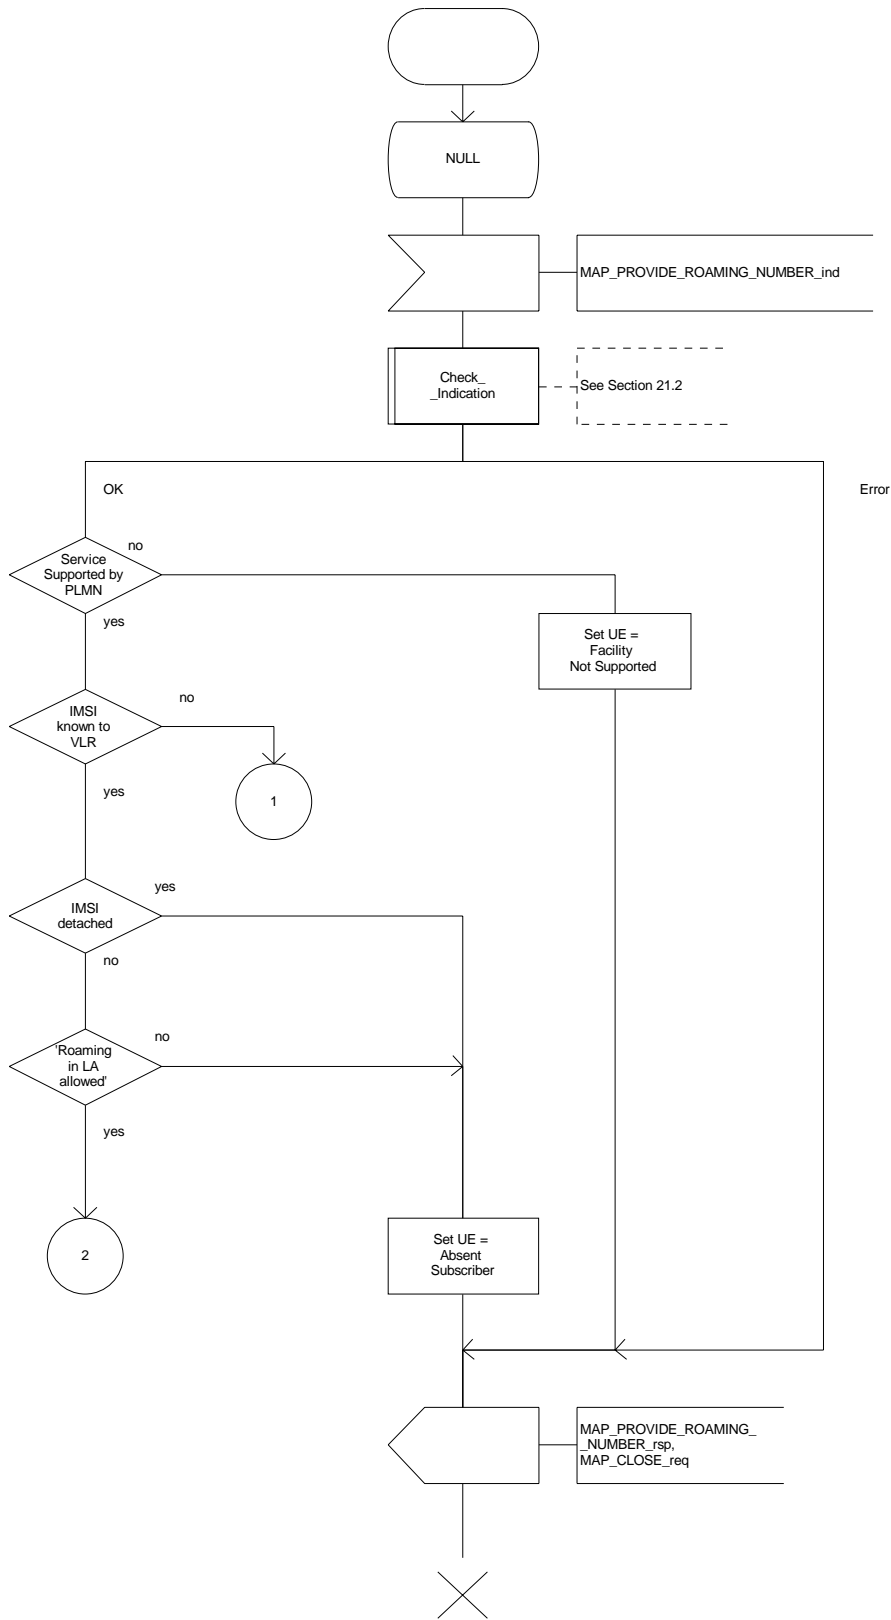 NULL
MAP_PROVIDE_ROAMING_NUMBER_ind
Check_
_Indication
See Section 21.2
OK
Error
no
Service
Supported by
PLMN
yes
Set UE =
Facility
Not Supported
no
IMSI
known to
VLR
yes
1
yes
IMSI
detached
no
no
'Roaming
in LA
allowed'
yes
2
Set UE =
Absent
Subscriber
MAP_PROVIDE_ROAMING_
_NUMBER_rsp,
MAP_CLOSE_req